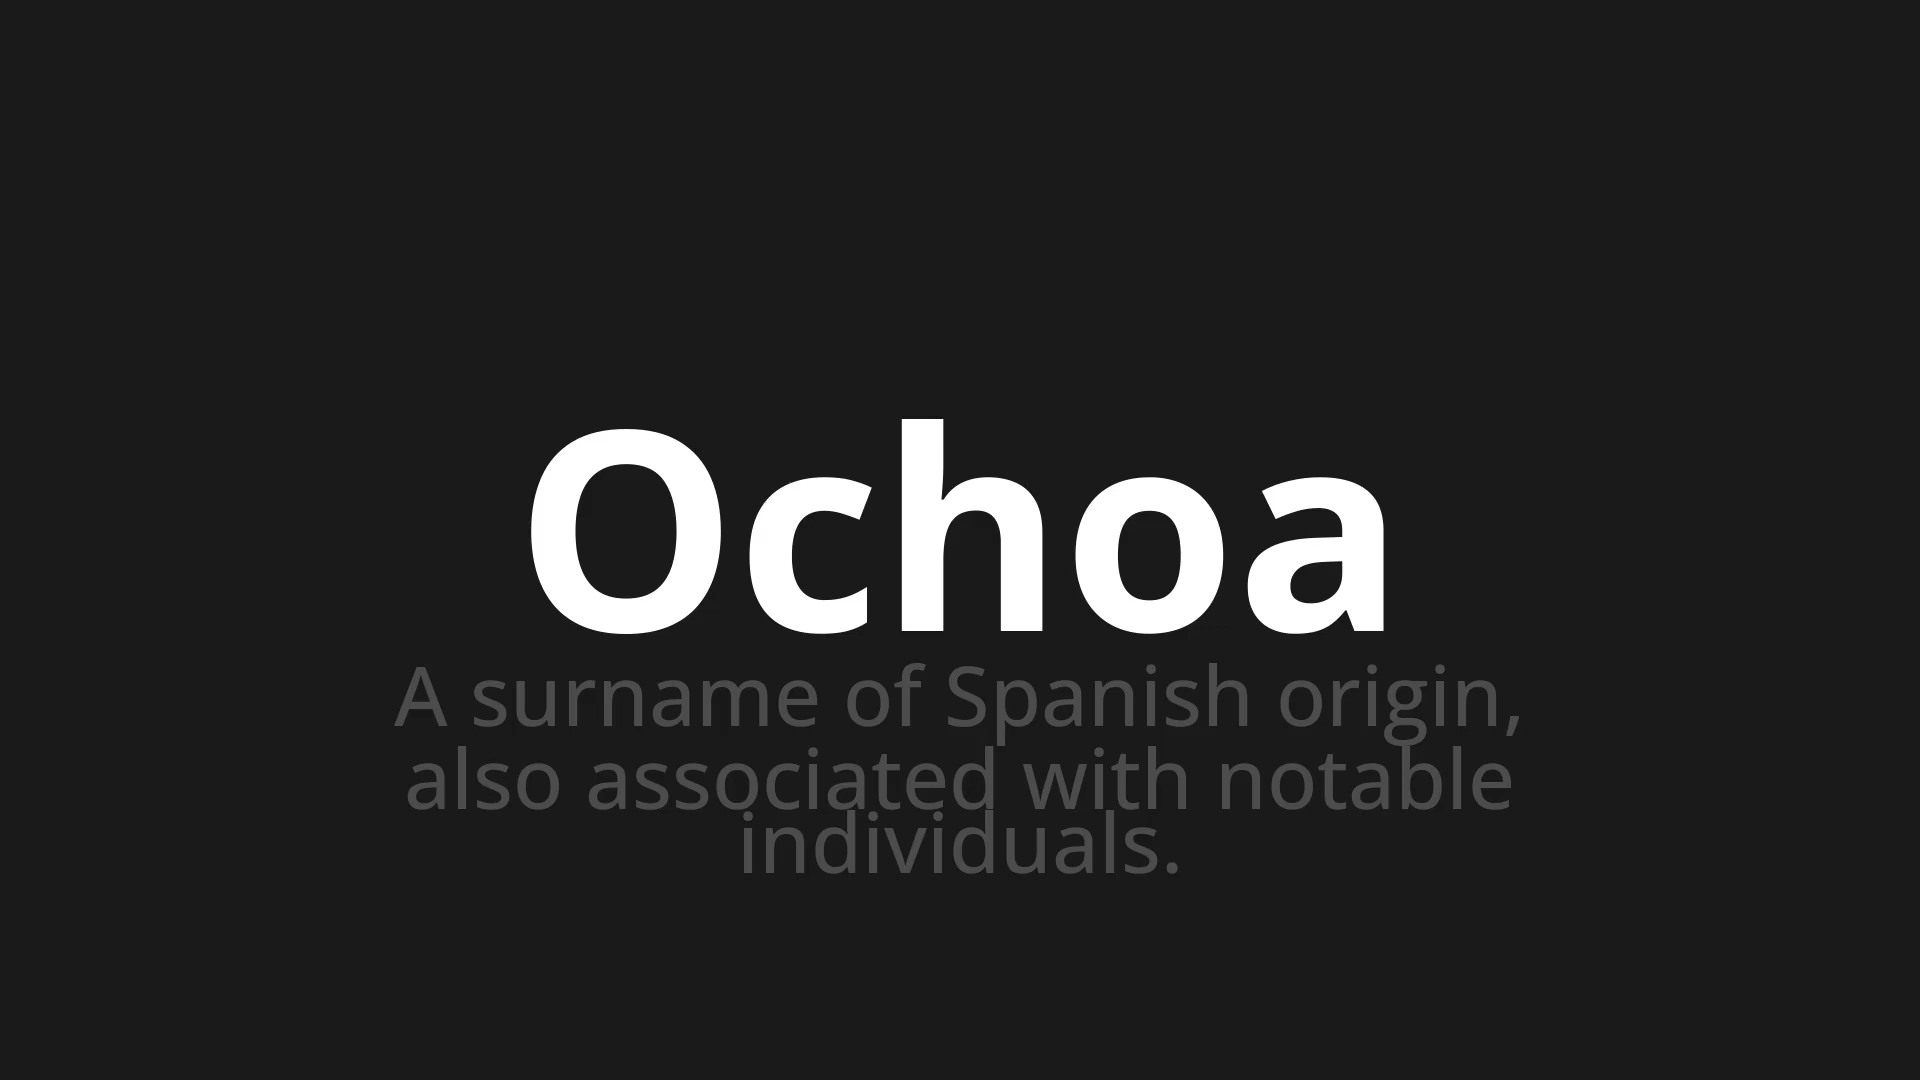 Ochoa
A surname of Spanish origin,
also associated with notable
individuals.